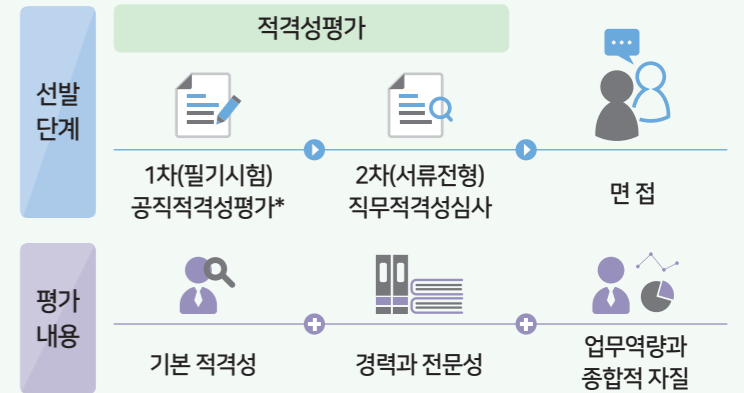 적격성평가
선발
단계
1차(필기시험)
공직적격성평가*
2차(서류전형)
직무적격성심사
면 접
평가
내용
기본 적격성
경력과 전문성
업무역량과
종합적 자질